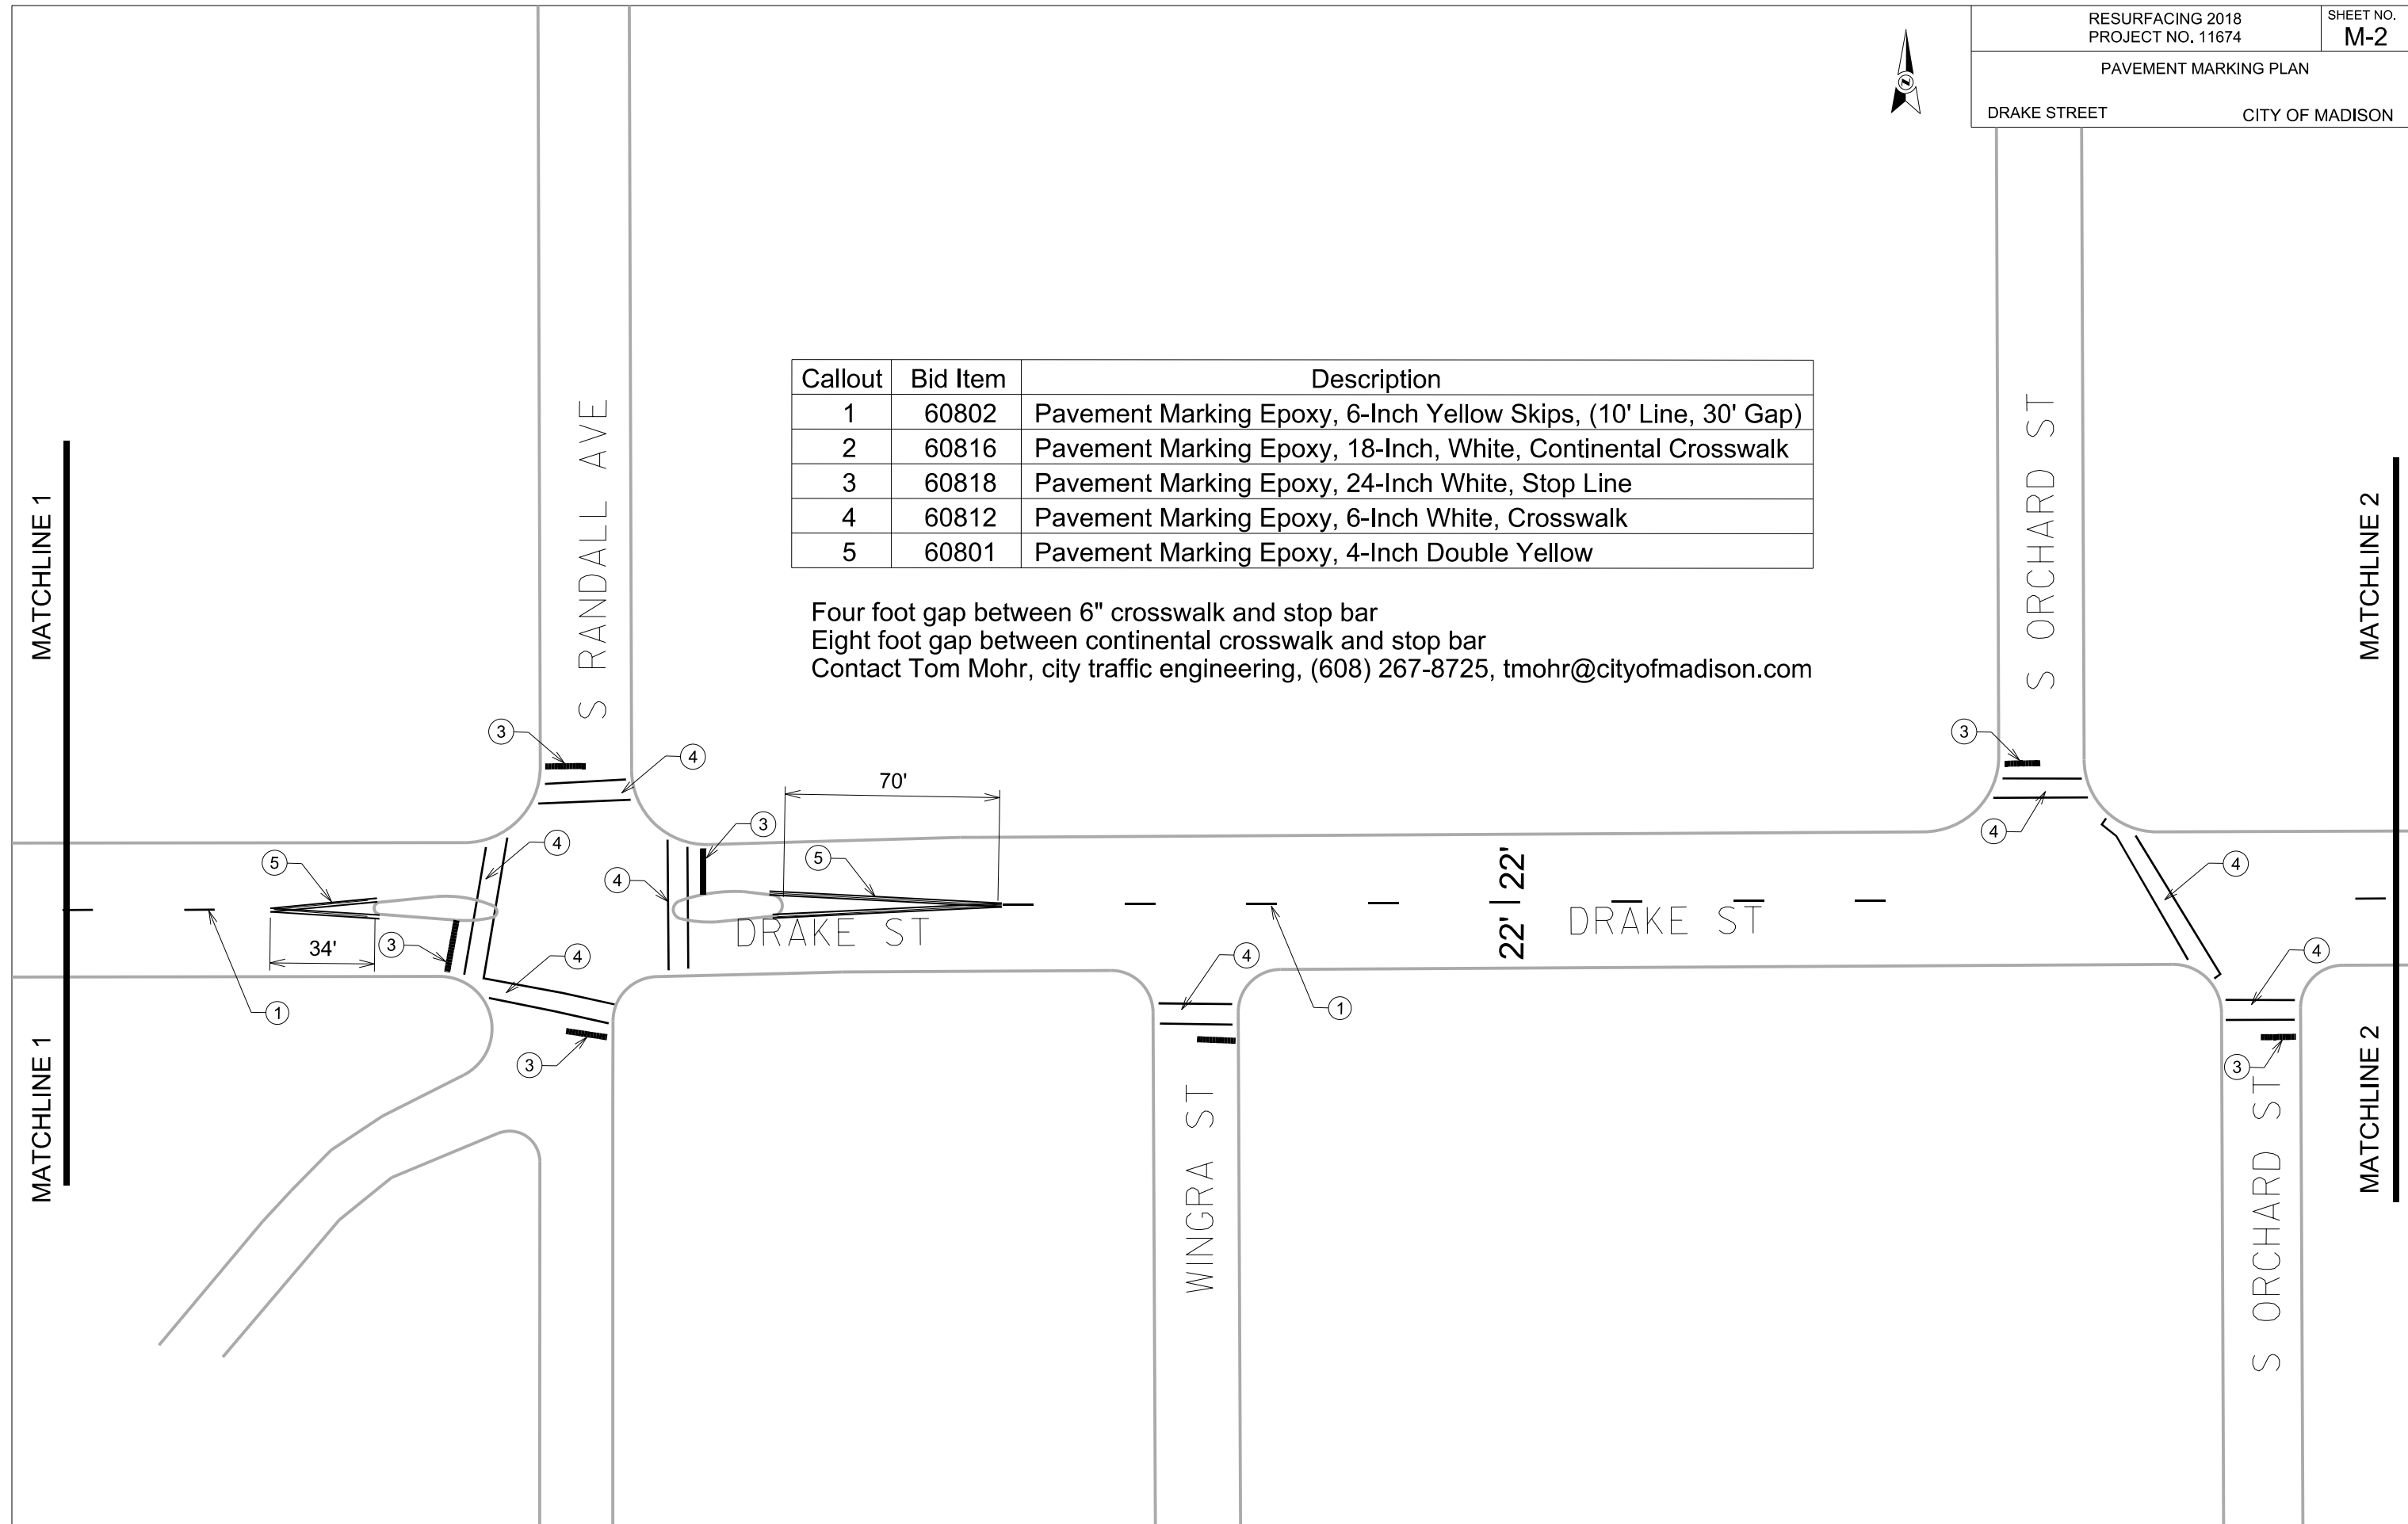 RESURFACING 2018
PROJECT NO. 11674
SHEET NO.
M-2
PAVEMENT MARKING PLAN
DRAKE STREET CITY OF MADISON
N
Callout Bid Item Description
1 60802 Pavement Marking Epoxy, 6-Inch Yellow Skips, (10' Line, 30' Gap)
2 60816 Pavement Marking Epoxy, 18-Inch, White, Continental Crosswalk
3 60818 Pavement Marking Epoxy, 24-Inch White, Stop Line
4 60812 Pavement Marking Epoxy, 6-Inch White, Crosswalk
5 60801 Pavement Marking Epoxy, 4-Inch Double Yellow
Four foot gap between 6" crosswalk and stop bar
Eight foot gap between continental crosswalk and stop bar
Contact Tom Mohr, city traffic engineering, (608) 267-8725, tmohr@cityofmadison.com
MATCHLINE 1
S RANDALL AVE
S ORCHARD ST
MATCHLINE 2
3
4
3
70'
3
4
5
4
5
4
4
4
22' 22'
DRAKE ST
DRAKE ST
34'
3
4
4
4
1
1
3
3
MATCHLINE 1
WINGRA ST
S ORCHARD ST
MATCHLINE 2